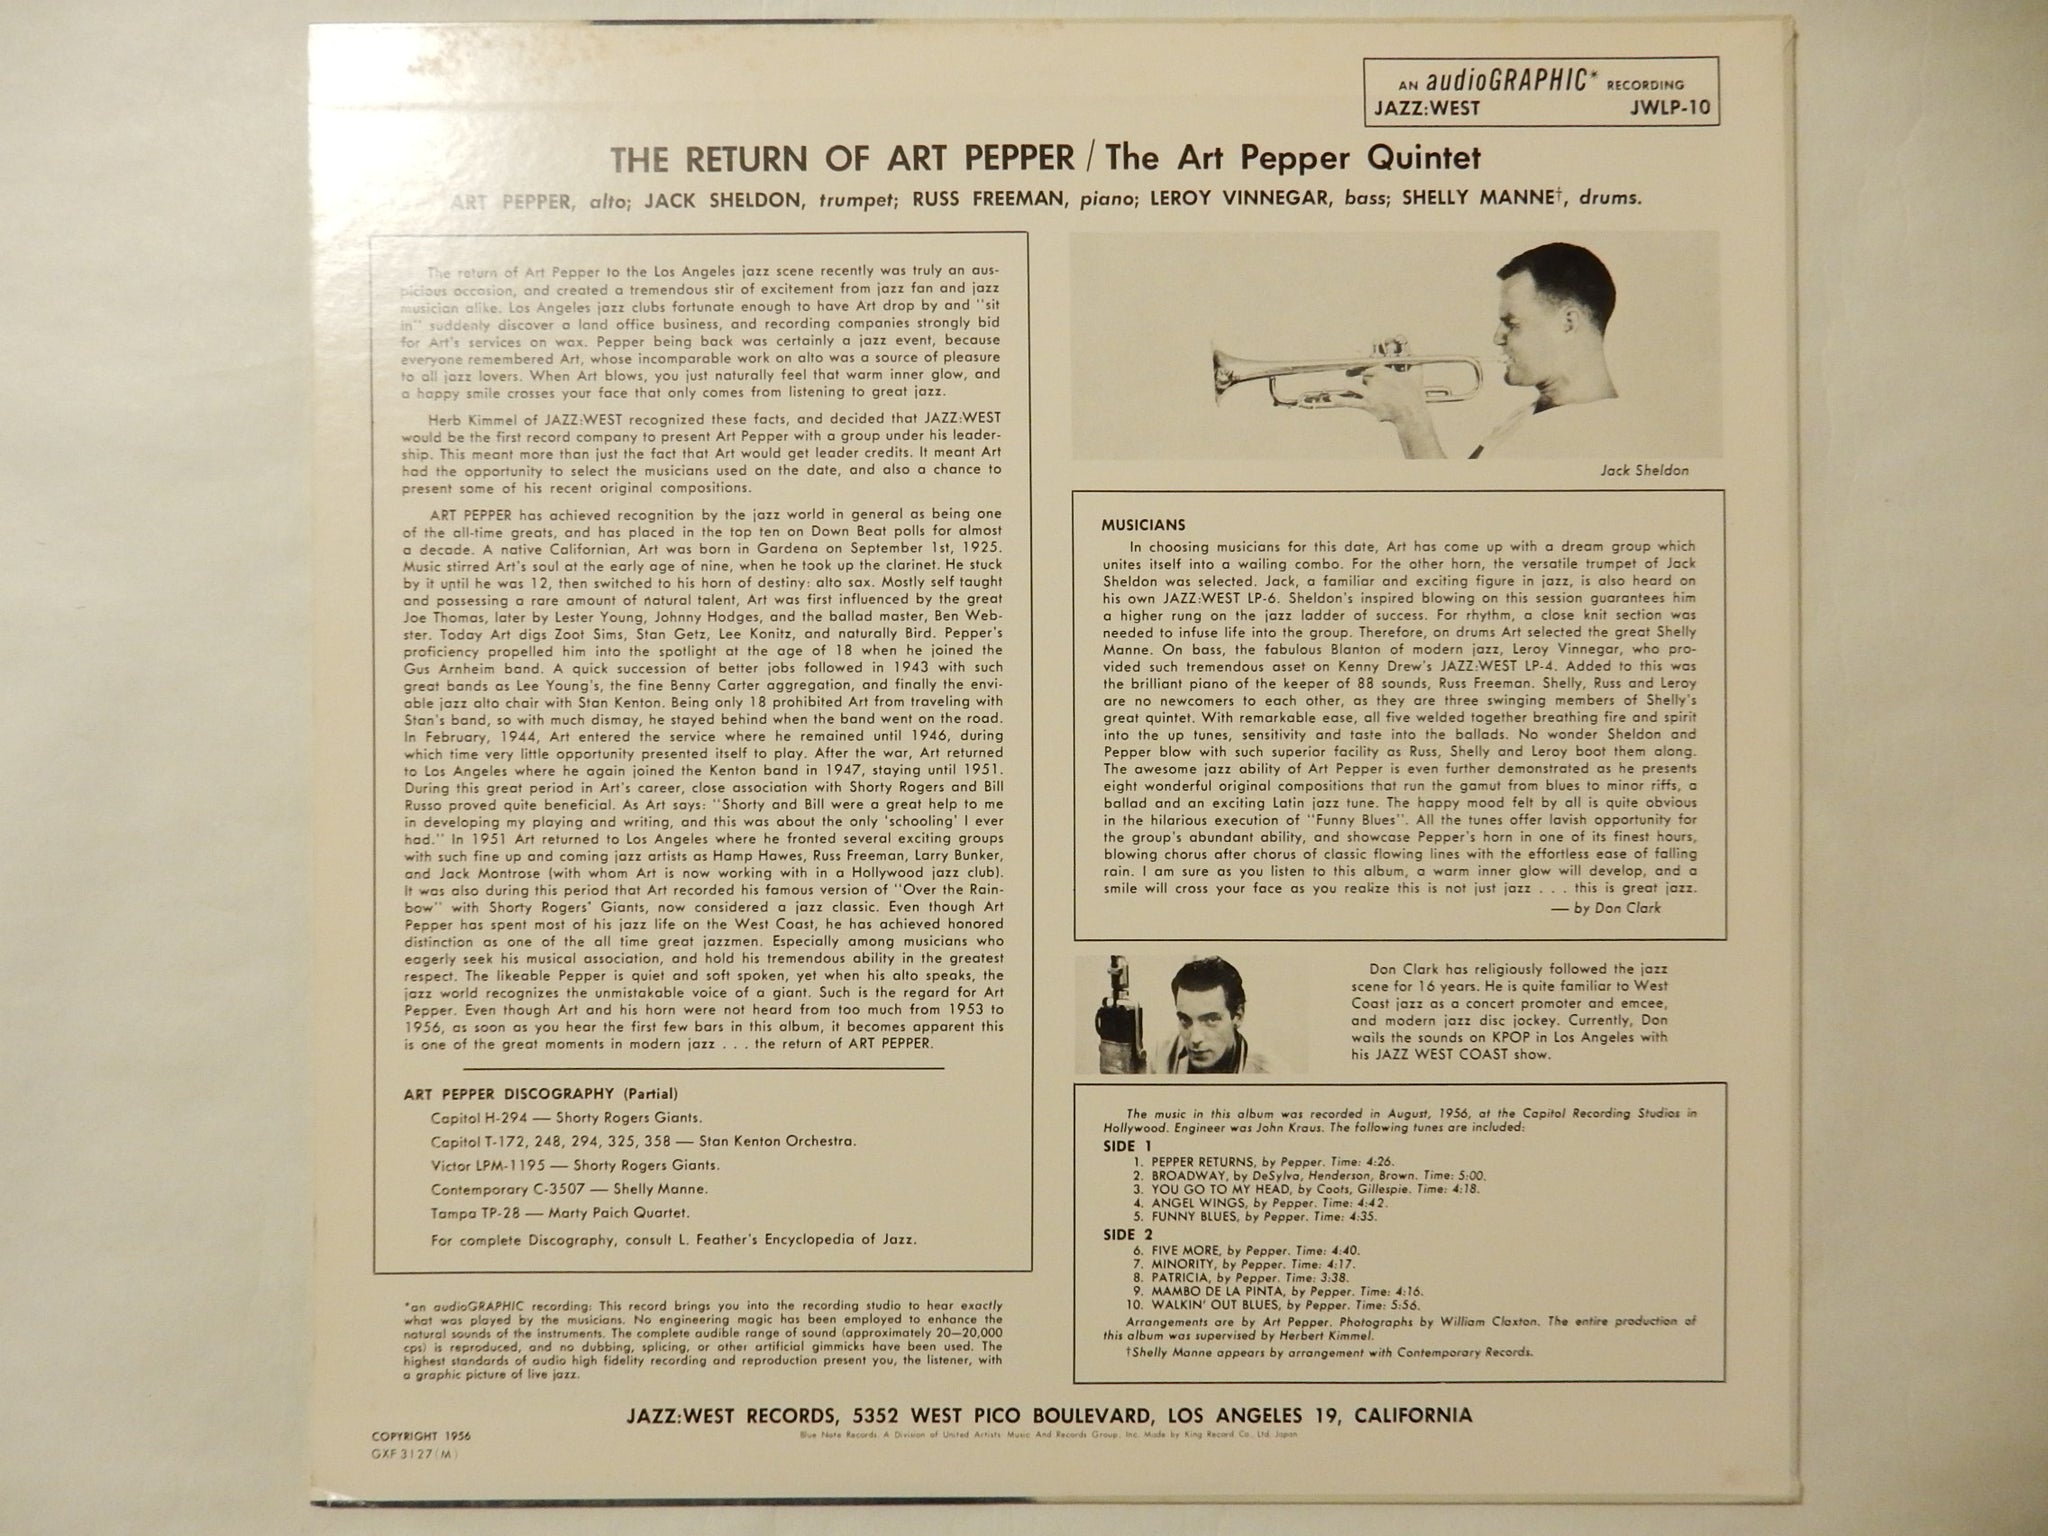 AN audioGRAPHIC* RECORDING
JAZZ:WEST JWLP-10
THE RETURN OF ART PEPPER / The Art Pepper Quintet
ART PEPPER, alto; JACK SHELDON, trumpet; RUSS FREEMAN, piano; LEROY VINNEGAR, bass; SHELLY MANNE†, drums.
The return of Art Pepper to the Los Angeles jazz scene recently was truly an aus-
picious occasion, and created a tremendous stir of excitement from jazz fan and jazz
musician alike. Los Angeles jazz clubs fortunate enough to have Art drop by and "sit
in" suddenly discover a land office business, and recording companies strongly bid
for Art's services on wax. Pepper being back was certainly a jazz event, because
everyone remembered Art, whose incomparable work on alto was a source of pleasure
to all jazz lovers. When Art blows, you just naturally feel that warm inner glow, and
a happy smile crosses your face that only comes from listening to great jazz.
Herb Kimmel of JAZZ:WEST recognized these facts, and decided that JAZZ:WEST
would be the first record company to present Art Pepper with a group under his leader-
ship. This meant more than just the fact that Art would get leader credits. It meant Art
had the opportunity to select the musicians used on the date, and also a chance to
present some of his recent original compositions.
ART PEPPER has achieved recognition by the jazz world in general as being one
of the all-time greats, and has placed in the top ten on Down Beat polls for almost
a decade. A native Californian, Art was born in Gardena on September 1st, 1925.
Music stirred Art's soul at the early age of nine, when he took up the clarinet. He stuck
by it until he was 12, then switched to his horn of destiny: alto sax. Mostly self taught
and possessing a rare amount of natural talent, Art was first influenced by the great
Joe Thomas, later by Lester Young, Johnny Hodges, and the ballad master, Ben Web-
ster. Today Art digs Zoot Sims, Stan Getz, Lee Konitz, and naturally Bird. Pepper's
proficiency propelled him into the spotlight at the age of 18 when he joined the
Gus Arnheim band. A quick succession of better jobs followed in 1943 with such
great bands as Lee Young's, the fine Benny Carter aggregation, and finally the envi-
able jazz alto chair with Stan Kenton. Being only 18 prohibited Art from traveling with
Stan's band, so with much dismay, he stayed behind when the band went on the road.
In February, 1944, Art entered the service where he remained until 1946, during
which time very little opportunity presented itself to play. After the war, Art returned
to Los Angeles where he again joined the Kenton band in 1947, staying until 1951.
During this great period in Art's career, close association with Shorty Rogers and Bill
Russo proved quite beneficial. As Art says: "Shorty and Bill were a great help to me
in developing my playing and writing, and this was about the only 'schooling' I ever
had." In 1951 Art returned to Los Angeles where he fronted several exciting groups
with such fine up and coming jazz artists as Hamp Hawes, Russ Freeman, Larry Bunker,
and Jack Montrose (with whom Art is now working with in a Hollywood jazz club).
It was also during this period that Art recorded his famous version of "Over the Rain-
bow" with Shorty Rogers' Giants, now considered a jazz classic. Even though Art
Pepper has spent most of his jazz life on the West Coast, he has achieved honored
distinction as one of the all time great jazzmen. Especially among musicians who
eagerly seek his musical association, and hold his tremendous ability in the greatest
respect. The likeable Pepper is quiet and soft spoken, yet when his alto speaks, the
jazz world recognizes the unmistakable voice of a giant. Such is the regard for Art
Pepper. Even though Art and his horn were not heard from too much from 1953 to
1956, as soon as you hear the first few bars in this album, it becomes apparent this
is one of the great moments in modern jazz . . . the return of ART PEPPER.
ART PEPPER DISCOGRAPHY (Partial)
Capitol H-294 — Shorty Rogers Giants.
Capitol T-172, 248, 294, 325, 358 — Stan Kenton Orchestra.
Victor LPM-1195 — Shorty Rogers Giants.
Contemporary C-3507 — Shelly Manne.
Tampa TP-28 — Marty Paich Quartet.
For complete Discography, consult L. Feather's Encyclopedia of Jazz.
*an audioGRAPHIC recording: This record brings you into the recording studio to hear exactly
what was played by the musicians. No engineering magic has been employed to enhance the
natural sounds of the instruments. The complete audible range of sound (approximately 20—20,000
cps) is reproduced, and no dubbing, splicing, or other artificial gimmicks have been used. The
highest standards of audio high fidelity recording and reproduction present you, the listener, with
a graphic picture of live jazz.
Jack Sheldon
MUSICIANS
In choosing musicians for this date, Art has come up with a dream group which
unites itself into a wailing combo. For the other horn, the versatile trumpet of Jack
Sheldon was selected. Jack, a familiar and exciting figure in jazz, is also heard on
his own JAZZ:WEST LP-6. Sheldon's inspired blowing on this session guarantees him
a higher rung on the jazz ladder of success. For rhythm, a close knit section was
needed to infuse life into the group. Therefore, on drums Art selected the great Shelly
Manne. On bass, the fabulous Blanton of modern jazz, Leroy Vinnegar, who pro-
vided such tremendous asset on Kenny Drew's JAZZ:WEST LP-4. Added to this was
the brilliant piano of the keeper of 88 sounds, Russ Freeman. Shelly, Russ and Leroy
are no newcomers to each other, as they are three swinging members of Shelly's
great quintet. With remarkable ease, all five welded together breathing fire and spirit
into the up tunes, sensitivity and taste into the ballads. No wonder Sheldon and
Pepper blow with such superior facility as Russ, Shelly and Leroy boot them along.
The awesome jazz ability of Art Pepper is even further demonstrated as he presents
eight wonderful original compositions that run the gamut from blues to minor riffs, a
ballad and an exciting Latin jazz tune. The happy mood felt by all is quite obvious
in the hilarious execution of "Funny Blues". All the tunes offer lavish opportunity for
the group's abundant ability, and showcase Pepper's horn in one of its finest hours,
blowing chorus after chorus of classic flowing lines with the effortless ease of falling
rain. I am sure as you listen to this album, a warm inner glow will develop, and a
smile will cross your face as you realize this is not just jazz . . . this is great jazz.
— by Don Clark
Don Clark has religiously followed the jazz
scene for 16 years. He is quite familiar to West
Coast jazz as a concert promoter and emcee,
and modern jazz disc jockey. Currently, Don
wails the sounds on KPOP in Los Angeles with
his JAZZ WEST COAST show.
The music in this album was recorded in August, 1956, at the Capitol Recording Studios in
Hollywood. Engineer was John Kraus. The following tunes are included:
SIDE 1
1. PEPPER RETURNS, by Pepper. Time: 4:26.
2. BROADWAY, by DeSylva, Henderson, Brown. Time: 5:00.
3. YOU GO TO MY HEAD, by Coots, Gillespie. Time: 4:18.
4. ANGEL WINGS, by Pepper. Time: 4:42.
5. FUNNY BLUES, by Pepper. Time: 4:35.
SIDE 2
6. FIVE MORE, by Pepper. Time: 4:40.
7. MINORITY, by Pepper. Time: 4:17.
8. PATRICIA, by Pepper. Time: 3:38.
9. MAMBO DE LA PINTA, by Pepper. Time: 4:16.
10. WALKIN' OUT BLUES, by Pepper. Time: 5:56.
Arrangements are by Art Pepper. Photographs by William Claxton. The entire production of
this album was supervised by Herbert Kimmel.
†Shelly Manne appears by arrangement with Contemporary Records.
JAZZ:WEST RECORDS, 5352 WEST PICO BOULEVARD, LOS ANGELES 19, CALIFORNIA
Blue Note Records. A Division of United Artists Music And Records Group, Inc. Made by King Record Co., Ltd. Japan
COPYRIGHT 1956
GXF 3127(M)